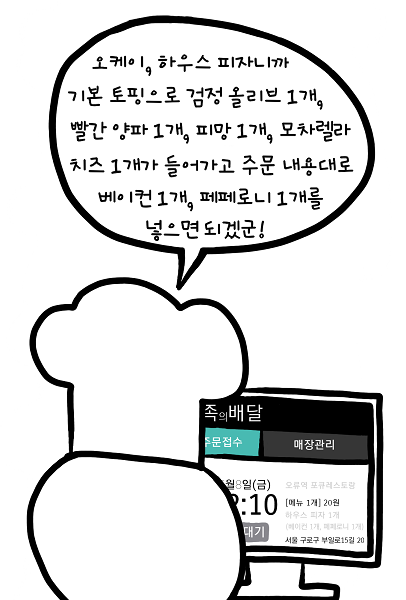 오케이, 하우스 피자니까
기본 토핑으로 검정 올리브 1개,
빨간 양파 1개, 피망 1개, 모차렐라
치즈 1개가 들어가고 주문 내용대로
베이컨 1개, 페페로니 1개를
넣으면 되겠군!
족의배달
주문접수 매장관리
월8일(금)
:10
대기
오류역 포큐레스토랑
[메뉴 1개] 20원
하우스 피자 1개
(베이컨 1개, 페페로니 1개)
서울 구로구 부일로15길 20